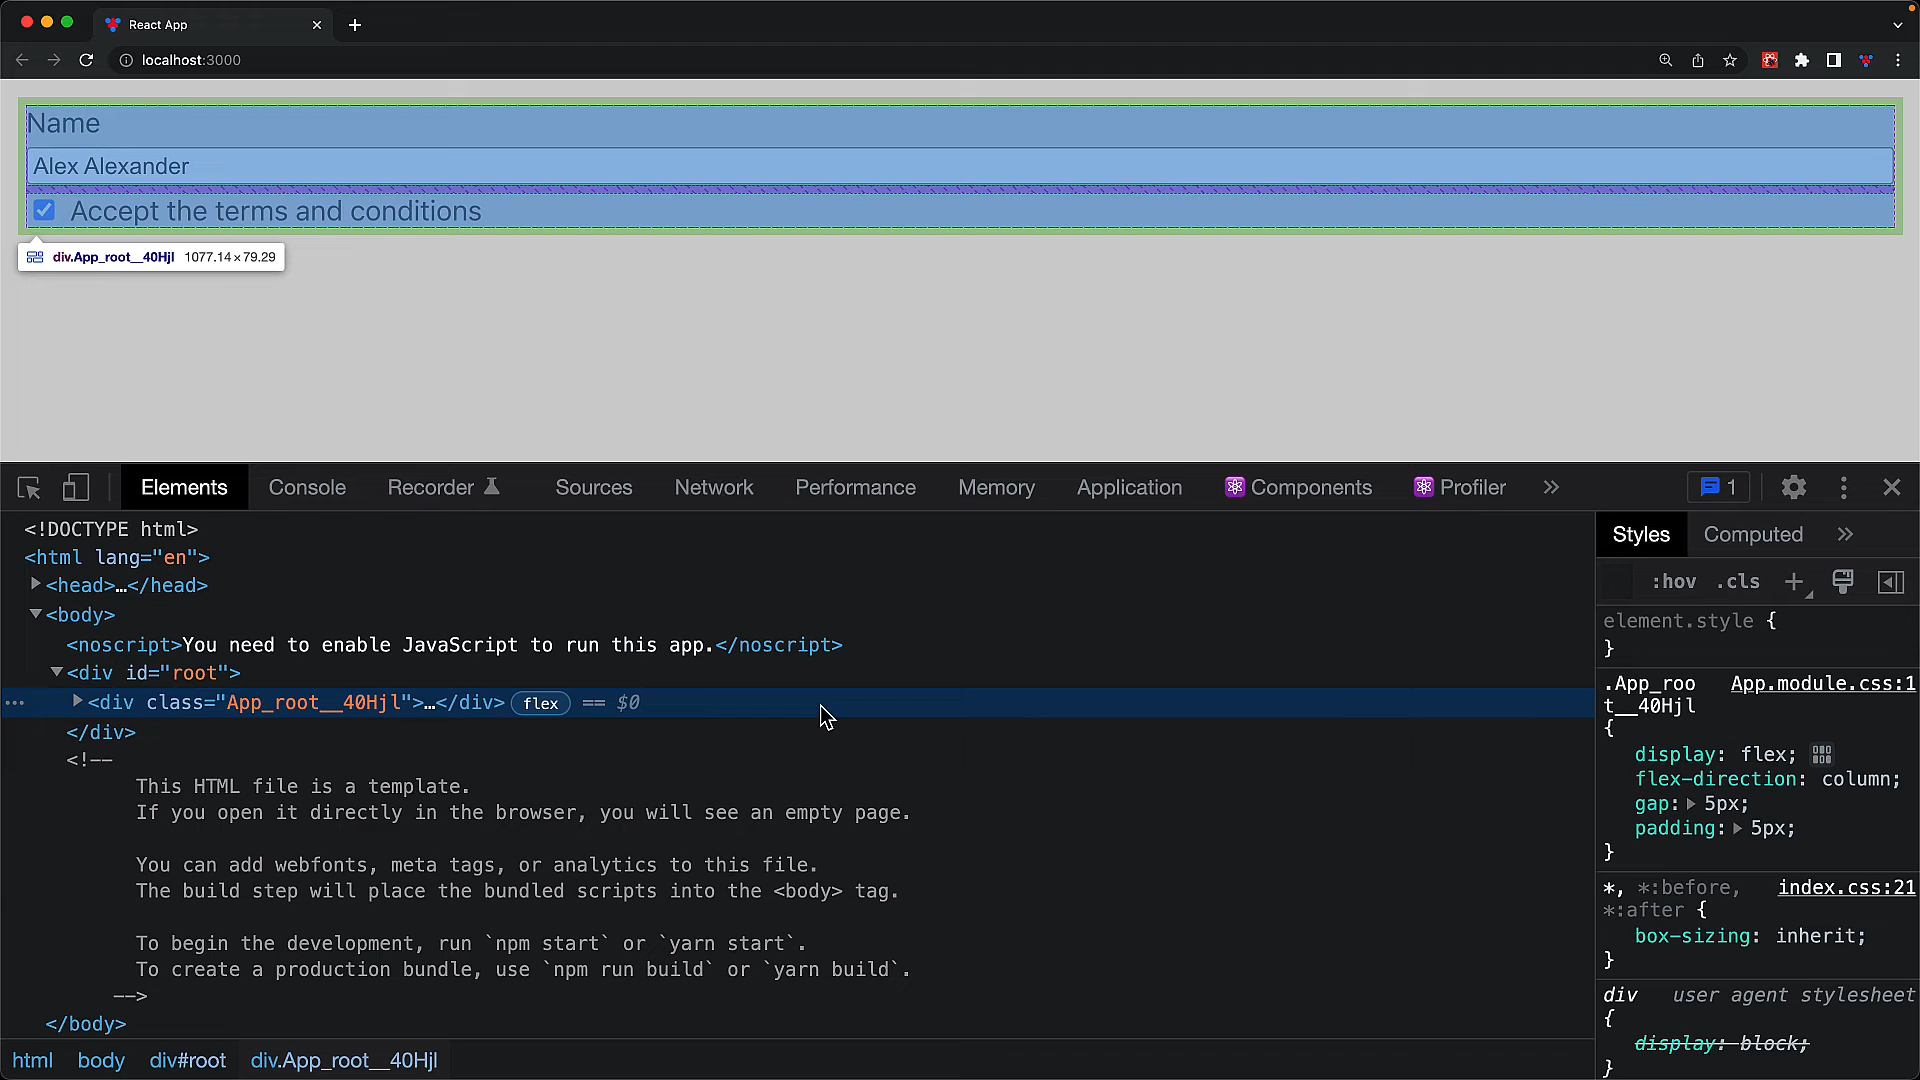 React App
localhost:3000
Name
Alex Alexander
Accept the terms and conditions
div.App_root__40Hjl 1077.14×79.29
Elements Console Recorder Sources Network Performance Memory Application Components Profiler » 1
<!DOCTYPE html>
<html lang="en">
<head>…</head>
<body>
<noscript>You need to enable JavaScript to run this app.</noscript>
<div id="root">
<div class="App_root__40Hjl">…</div> flex == $0
</div>
<!--
This HTML file is a template.
If you open it directly in the browser, you will see an empty page.
You can add webfonts, meta tags, or analytics to this file.
The build step will place the bundled scripts into the <body> tag.
To begin the development, run `npm start` or `yarn start`.
To create a production bundle, use `npm run build` or `yarn build`.
-->
</body>
html body div#root div.App_root__40Hjl
Styles Computed »
:hov .cls +
element.style {
}
.App_roo App.module.css:1
t__40Hjl
{
display: flex;
flex-direction: column;
gap: 5px;
padding: 5px;
}
*, *:before, index.css:21
*:after {
box-sizing: inherit;
}
div user agent stylesheet
{
display: block;
}